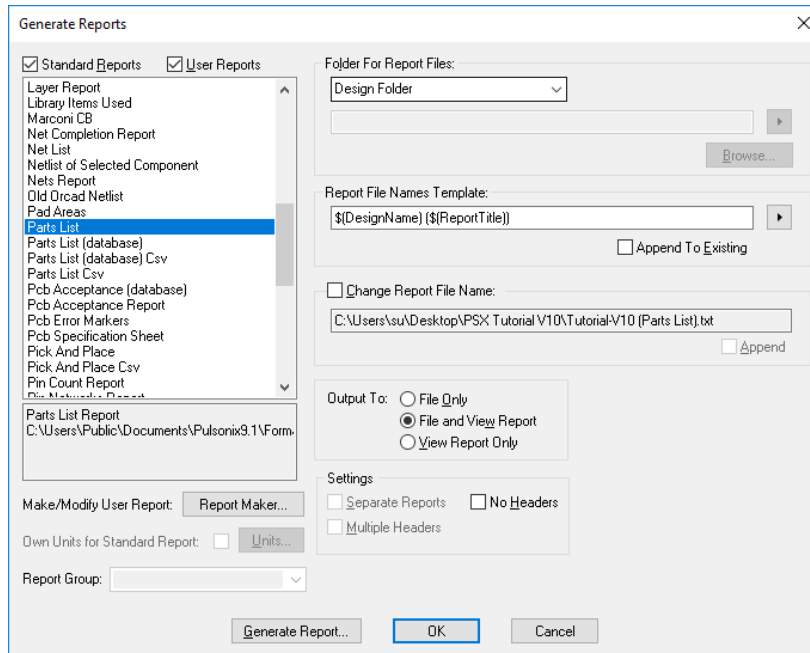 Generate Reports
Standard Reports
User Reports
Layer Report
Library Items Used
Marconi CB
Net Completion Report
Net List
Netlist of Selected Component
Nets Report
Old Orcad Netlist
Pad Areas
Parts List
Parts List (database)
Parts List (database) Csv
Parts List Csv
Pcb Acceptance (database)
Pcb Acceptance Report
Pcb Error Markers
Pcb Specification Sheet
Pick And Place
Pick And Place Csv
Pin Count Report
Pin Networks Report
Parts List Report
C:\Users\Public\Documents\Pulsonix9.1\Form
Make/Modify User Report:
Report Maker...
Own Units for Standard Report:
Units...
Report Group:
Folder For Report Files:
Design Folder
Browse...
Report File Names Template:
$(DesignName) ($(ReportTitle))
Append To Existing
Change Report File Name:
C:\Users\su\Desktop\PSX Tutorial V10\Tutorial-V10 (Parts List).txt
Append
Output To:
File Only
File and View Report
View Report Only
Settings
Separate Reports
No Headers
Multiple Headers
Generate Report...
OK
Cancel